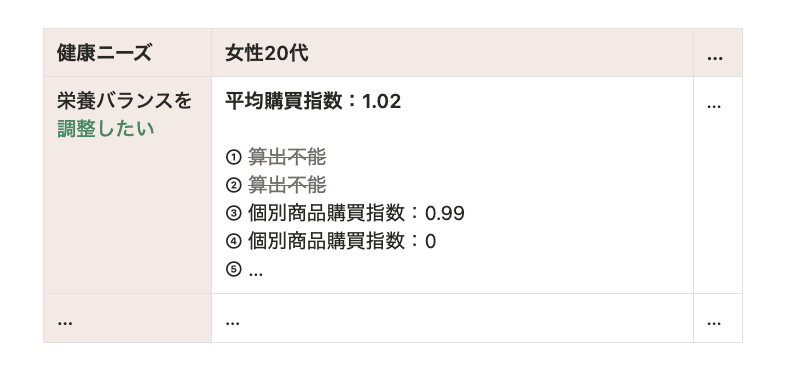 健康ニーズ 女性20代 ...
栄養バランスを 平均購買指数：1.02 ...
調整したい
① 算出不能
② 算出不能
③ 個別商品購買指数：0.99
④ 個別商品購買指数：0
⑤ ...
... ... ...